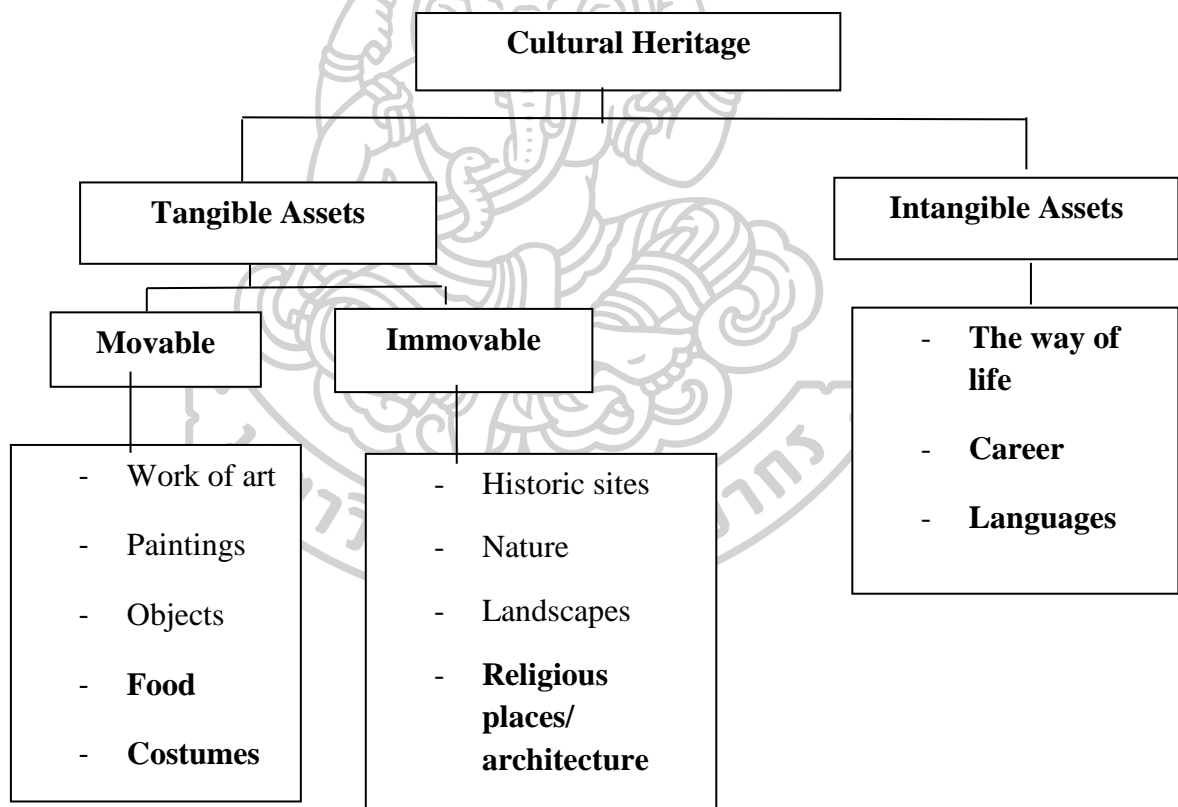 Cultural Heritage
Tangible Assets
Intangible Assets
Movable
Immovable
- Work of art
- Paintings
- Objects
- Food
- Costumes
- Historic sites
- Nature
- Landscapes
- Religious
places/
architecture
- The way of
life
- Career
- Languages